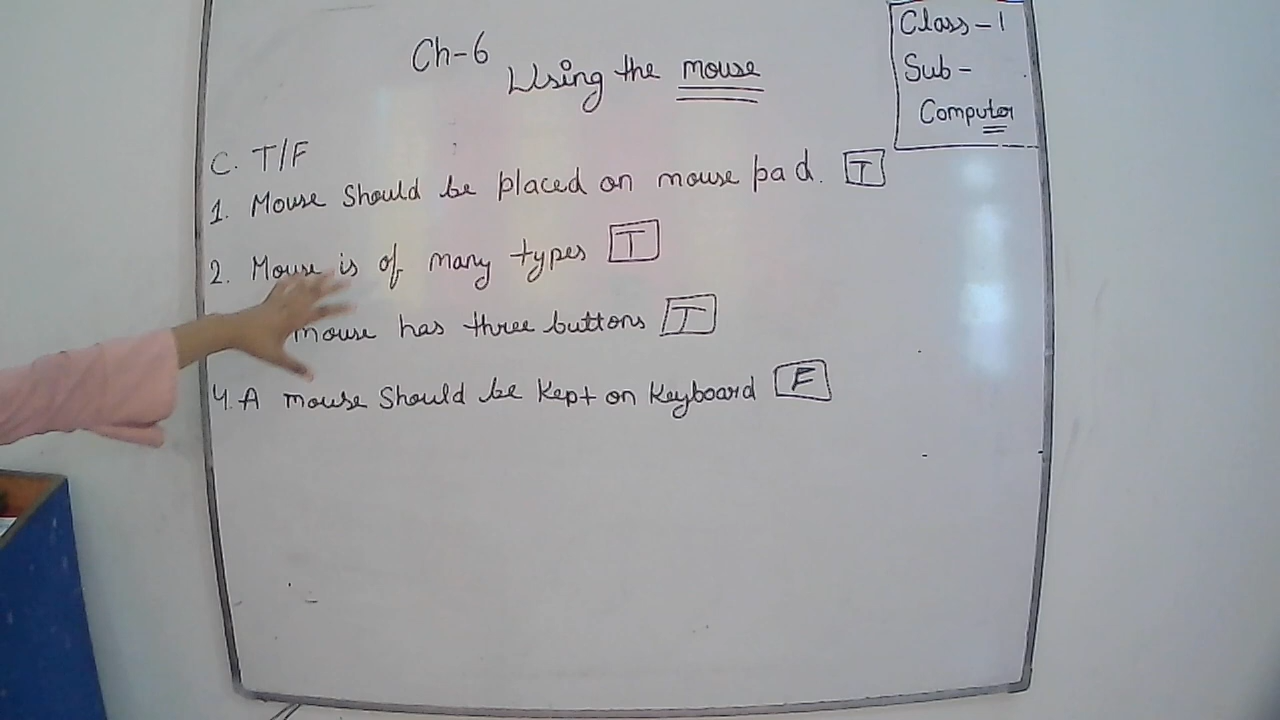 Ch-6
Using the mouse
Class-1
Sub-
Computer
C. T/F
1. Mouse Should be placed on mouse pad. T
2. Mouse is of many types T
mouse has three buttons T
4. A mouse Should be Kept on Keyboard F